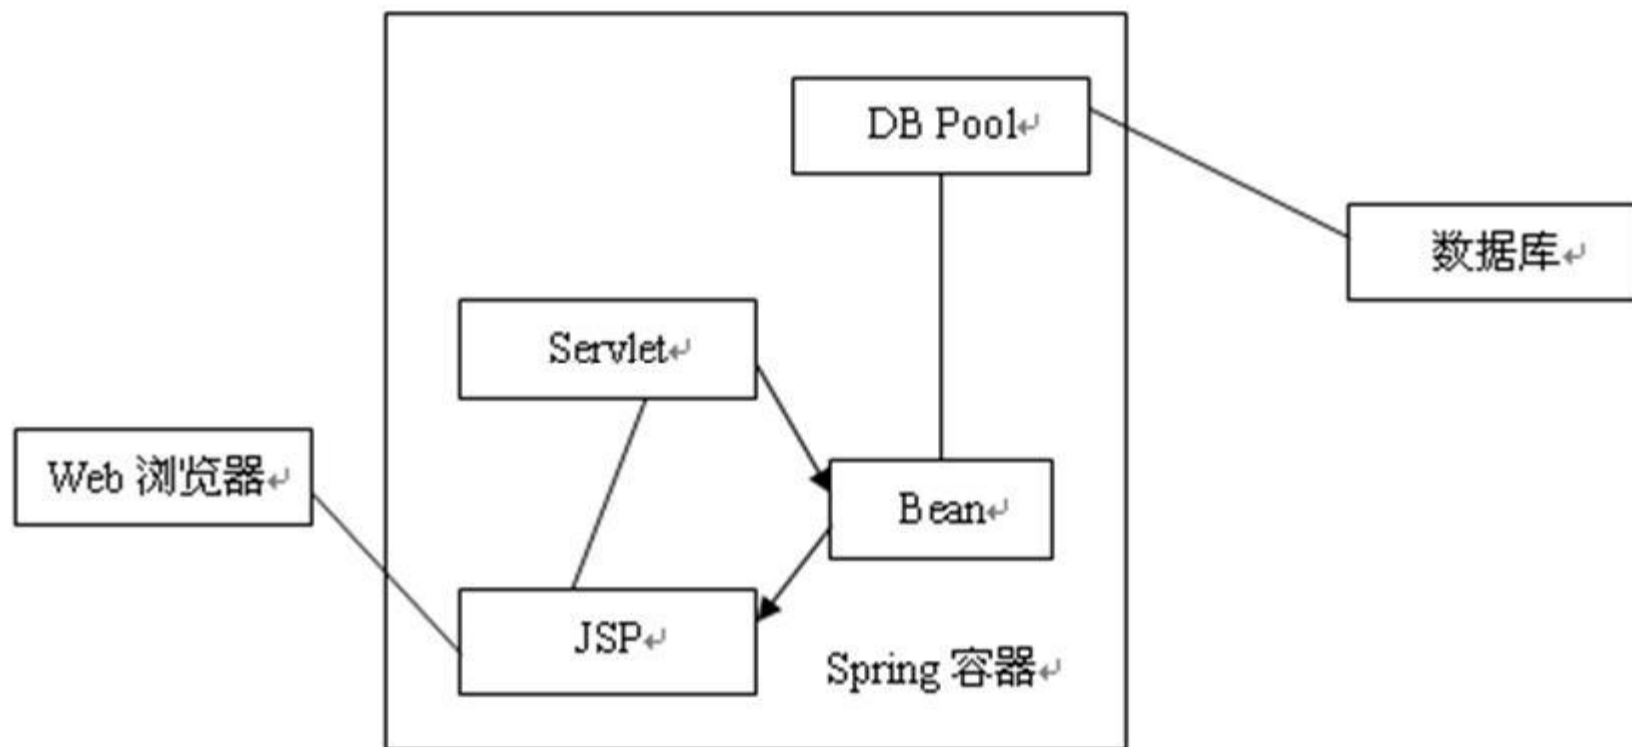 DB Pool↵
数据库↵
Servlet↵
Web 浏览器↵
Bean↵
JSP↵
Spring 容器↵